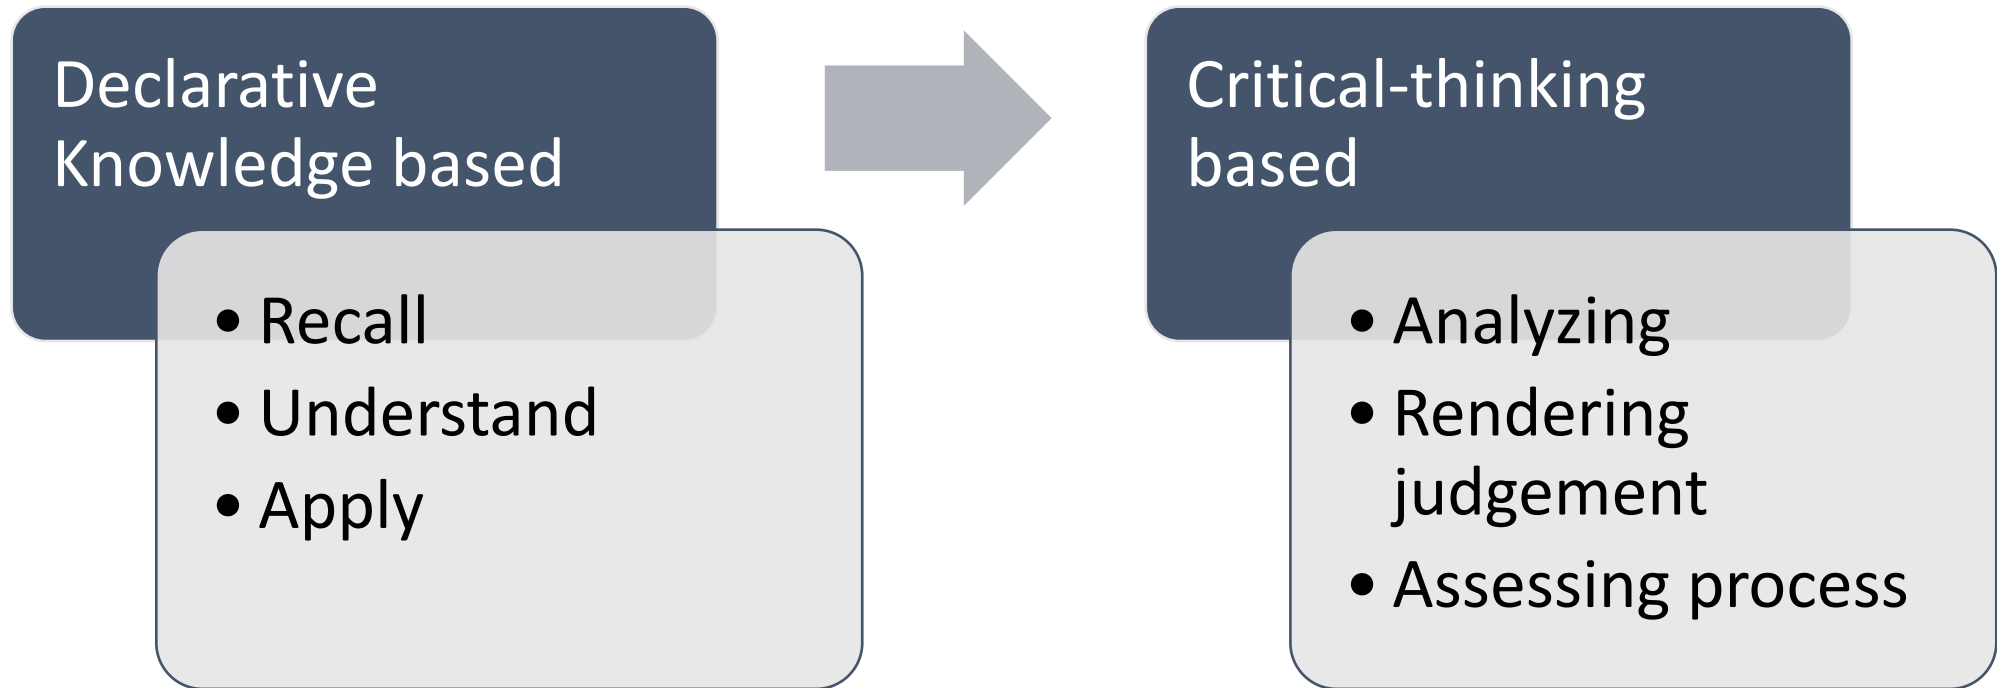 Declarative
Knowledge based
• Recall
• Understand
• Apply
Critical-thinking
based
• Analyzing
• Rendering
judgement
• Assessing process